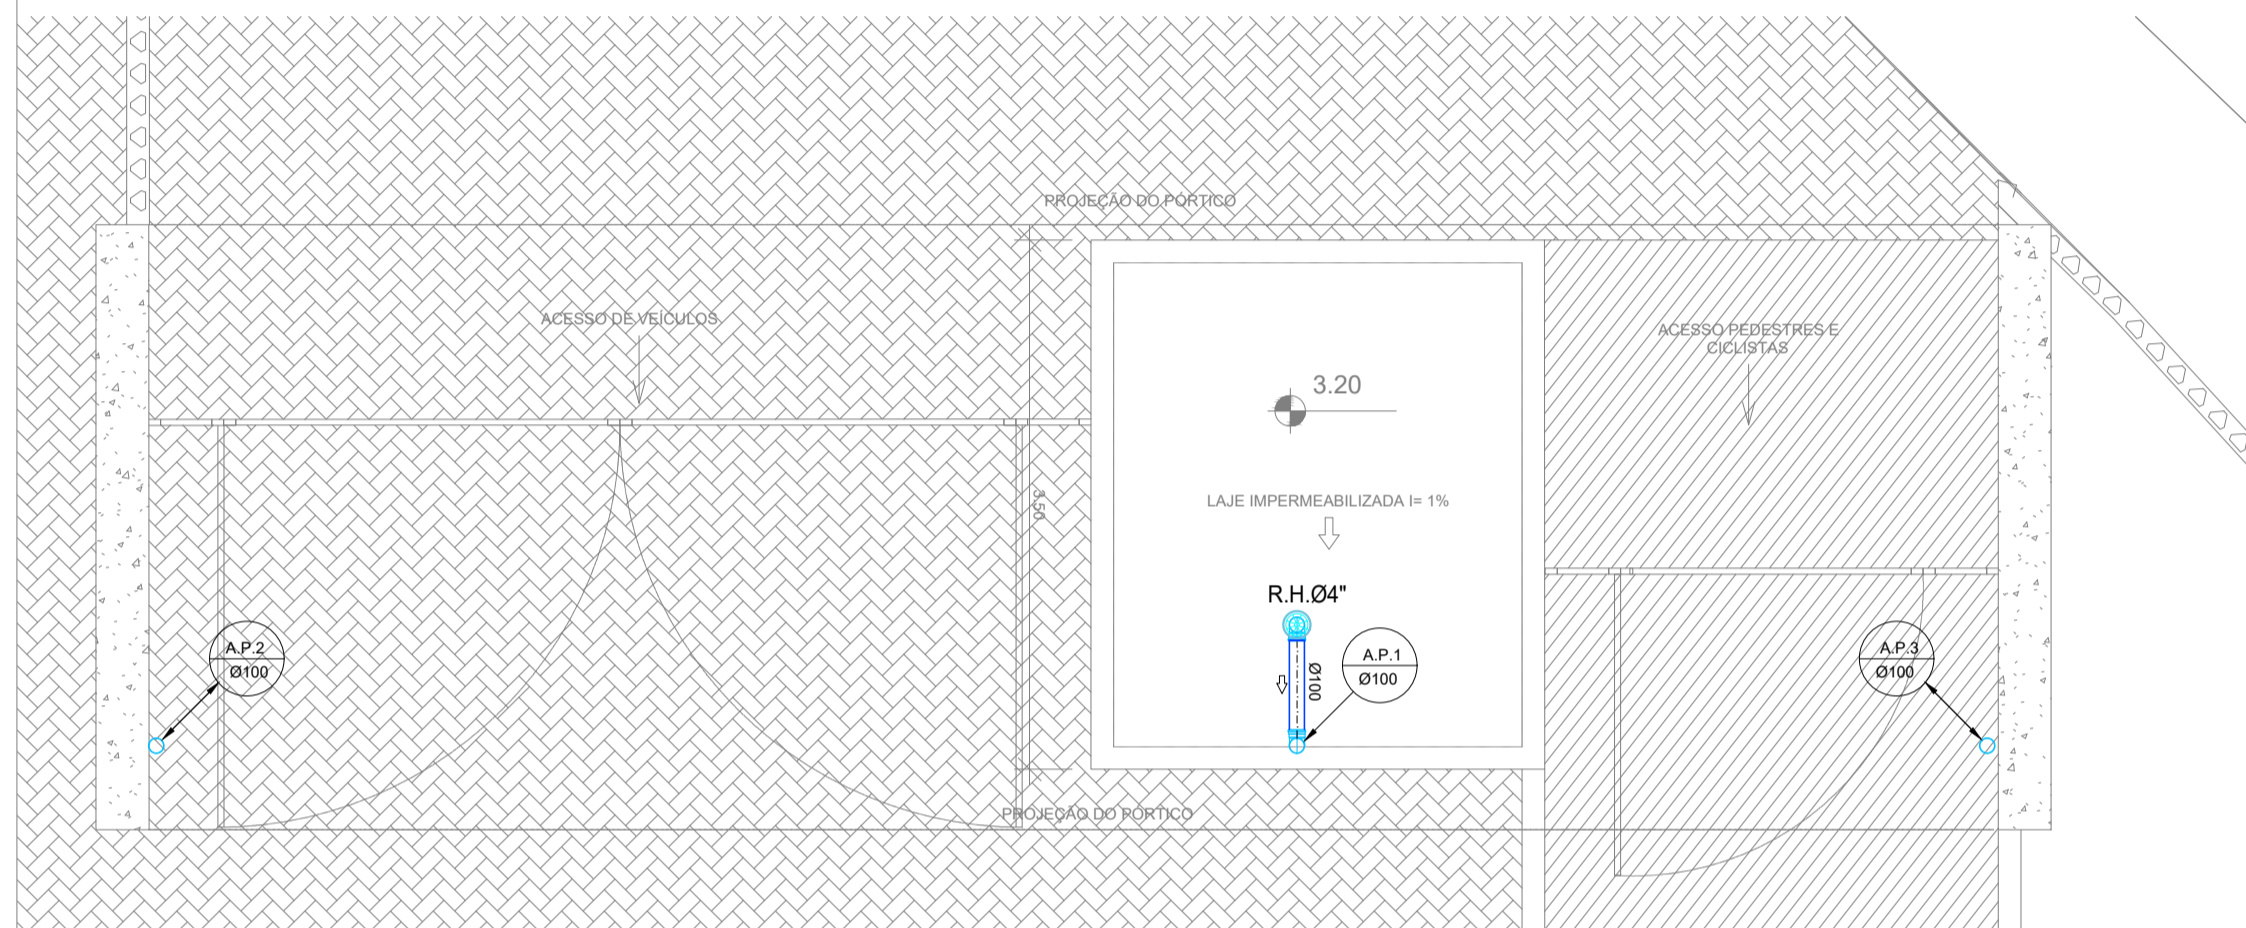 PROJEÇÃO DO PÓRTICO
ACESSO DE VEÍCULOS
ACESSO PEDESTRES E
CICLISTAS
3.20
3.50
LAJE IMPERMEABILIZADA I= 1%
R.H.Ø4"
A.P.2
Ø100
Ø100
A.P.1
Ø100
A.P.3
Ø100
PROJEÇÃO DO PÓRTICO